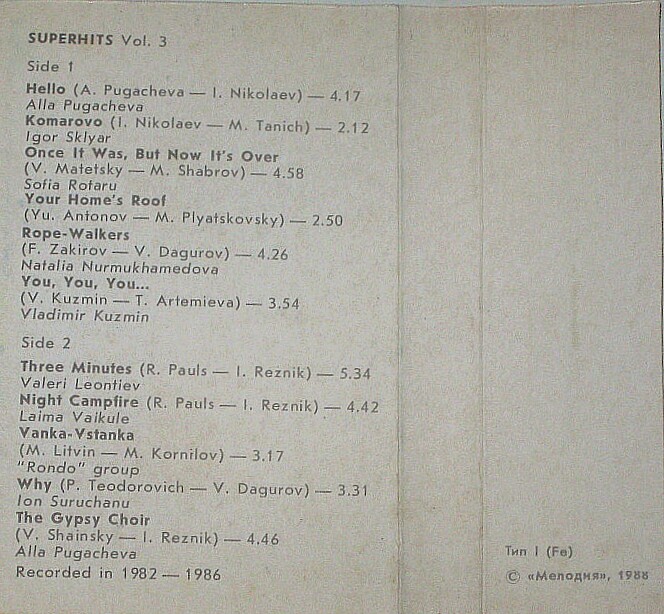 SUPERHITS Vol. 3
Side 1
Hello (A. Pugacheva — I. Nikolaev) — 4.17
Alla Pugacheva
Komarovo (I. Nikolaev — M. Tanich) — 2.12
Igor Sklyar
Once It Was, But Now It's Over
(V. Matetsky — M. Shabrov) — 4.58
Sofia Rotaru
Your Home's Roof
(Yu. Antonov — M. Plyatskovsky) — 2.50
Rope-Walkers
(F. Zakirov — V. Dagurov) — 4.26
Natalia Nurmukhamedova
You, You, You...
(V. Kuzmin — T. Artemieva) — 3.54
Vladimir Kuzmin
Side 2
Three Minutes (R. Pauls — I. Reznik) — 5.34
Valeri Leontiev
Night Campfire (R. Pauls — I. Reznik) — 4.42
Laima Vaikule
Vanka-Vstanka
(M. Litvin — M. Kornilov) — 3.17
"Rondo" group
Why (P. Teodorovich — V. Dagurov) — 3.31
Ion Suruchanu
The Gypsy Choir
(V. Shainsky — I. Reznik) — 4.46
Alla Pugacheva
Recorded in 1982 — 1986
Тип I (Fe)
© «Мелодия», 1988